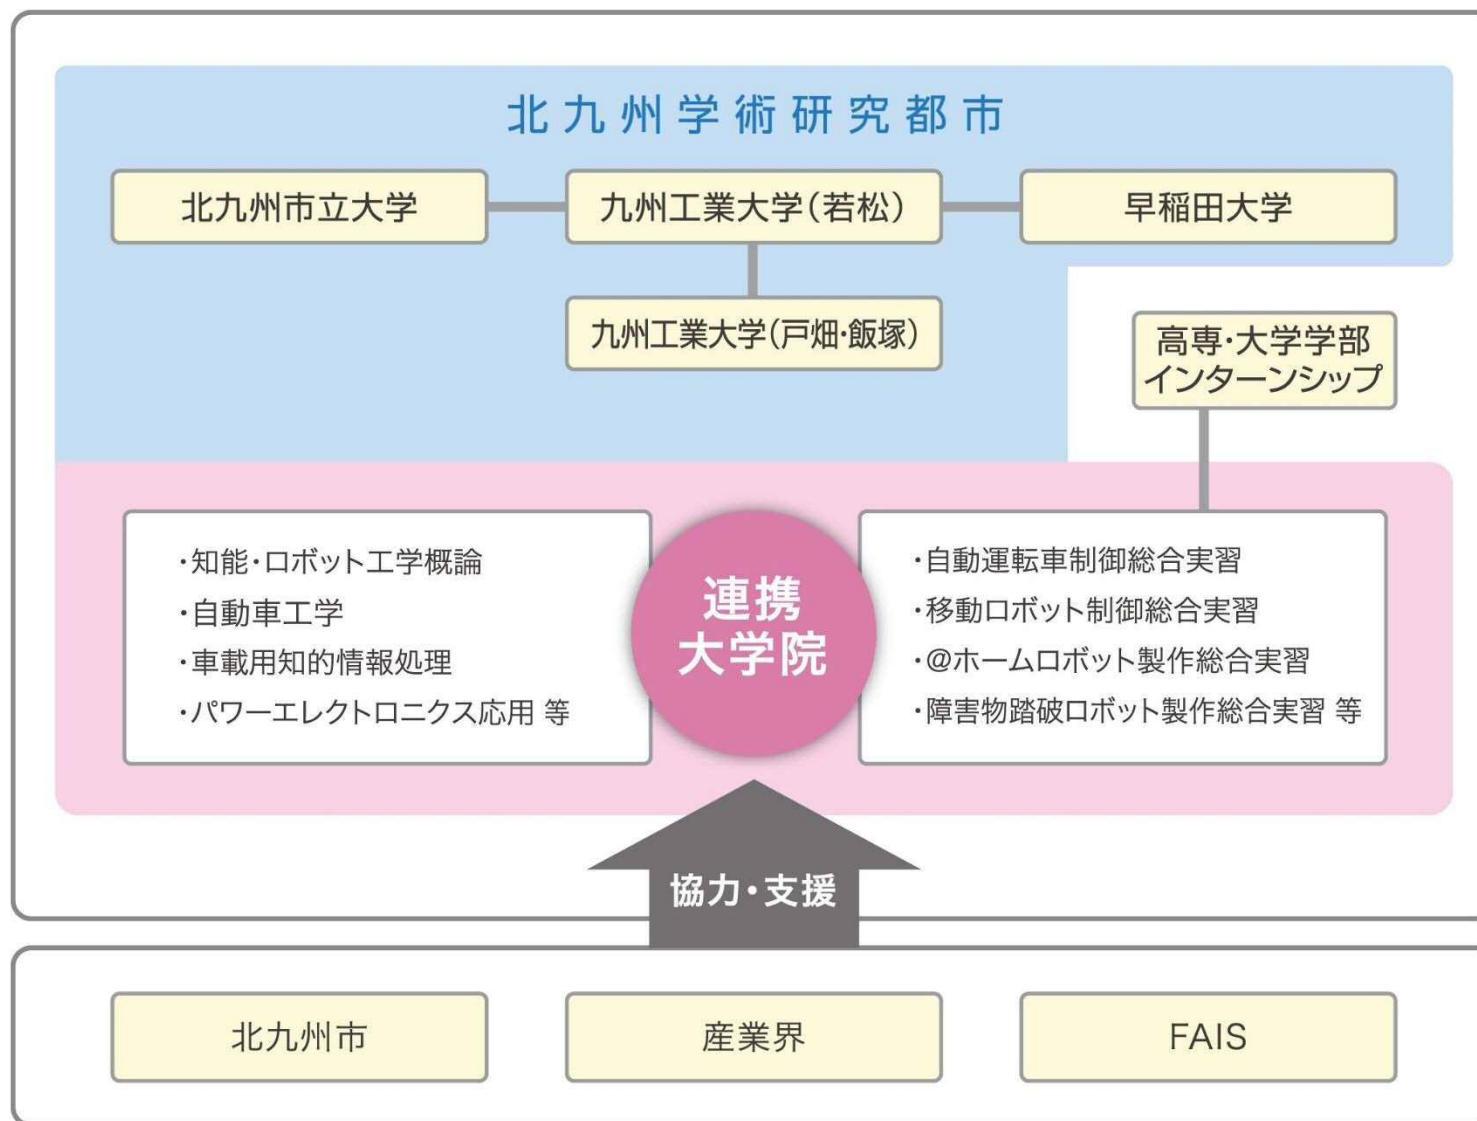 北九州学術研究都市
北九州市立大学
九州工業大学(若松)
早稲田大学
九州工業大学(戸畑・飯塚)
高専・大学学部
インターンシップ
・知能・ロボット工学概論
・自動車工学
・車載用知的情報処理
・パワーエレクトロニクス応用 等
連携
大学院
・自動運転車制御総合実習
・移動ロボット制御総合実習
・@ホームロボット製作総合実習
・障害物踏破ロボット製作総合実習 等
協力・支援
北九州市
産業界
FAIS